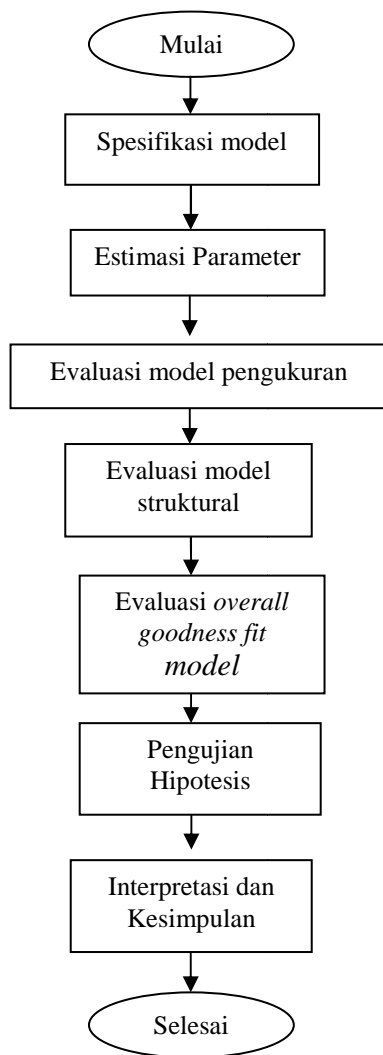 Mulai
Spesifikasi model
Estimasi Parameter
Evaluasi model pengukuran
Evaluasi model
struktural
Evaluasi overall
goodness fit
model
Pengujian
Hipotesis
Interpretasi dan
Kesimpulan
Selesai